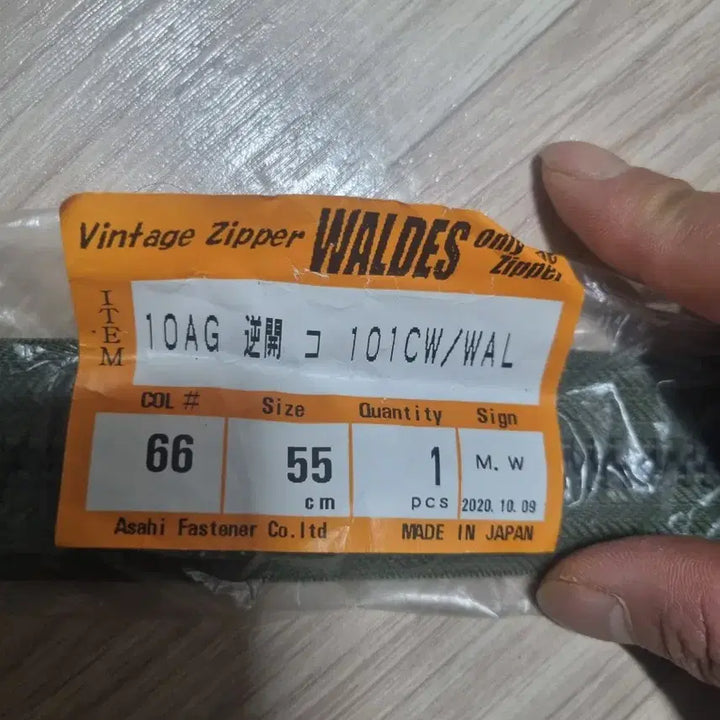 Vintage Zipper WALDES only
Zipper
ITEM
10AG 逆開 コ 101CW/WAL
COL # Size Quantity Sign
66 55 cm 1 pcs M.W
2020.10.09
Asahi Fastener Co.ltd MADE IN JAPAN